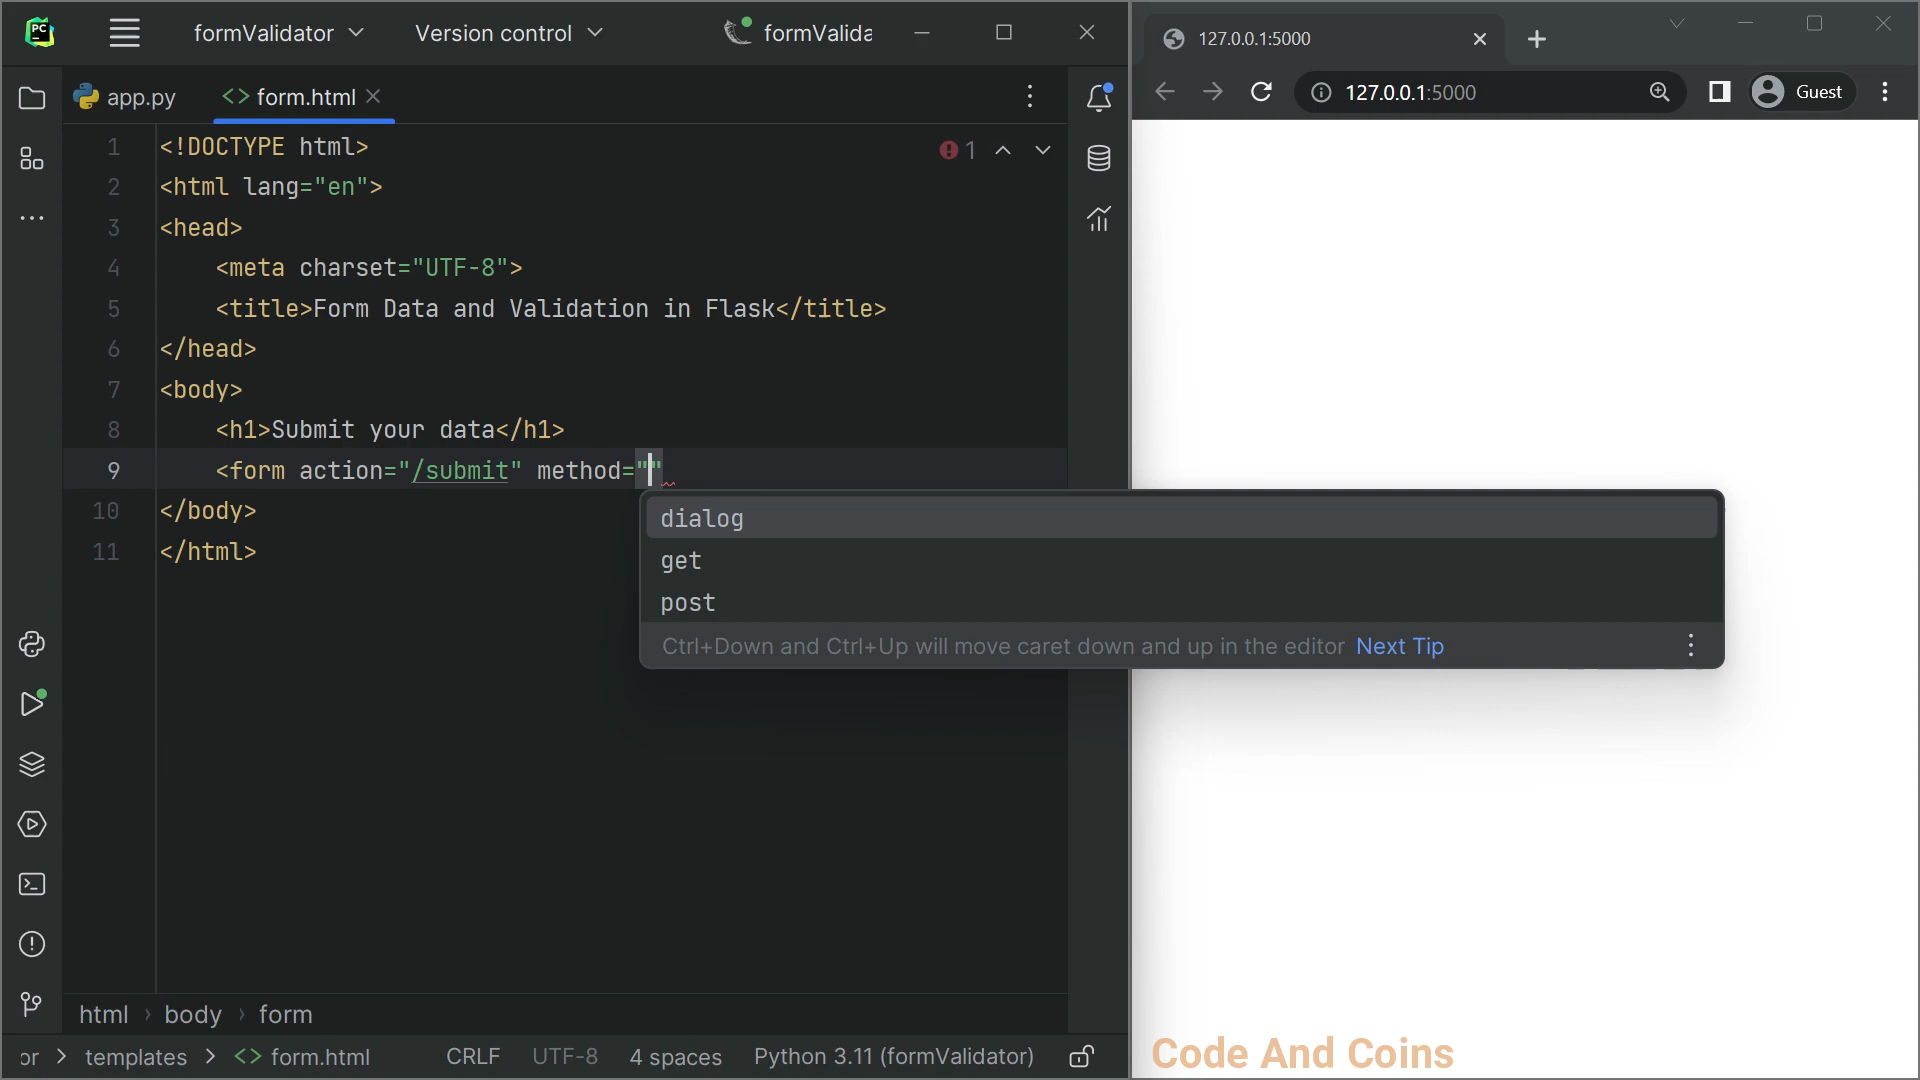 PC
formValidator
Version control
formValida
app.py
<> form.html
1 <!DOCTYPE html>
2 <html lang="en">
3 <head>
4 <meta charset="UTF-8">
5 <title>Form Data and Validation in Flask</title>
6 </head>
7 <body>
8 <h1>Submit your data</h1>
9 <form action="/submit" method=""
10 </body>
11 </html>
1
dialog
get
post
Ctrl+Down and Ctrl+Up will move caret down and up in the editor Next Tip
html › body › form
or > templates > <> form.html
CRLF
UTF-8
4 spaces
Python 3.11 (formValidator)
127.0.0.1:5000
127.0.0.1:5000
Guest
Code And Coins